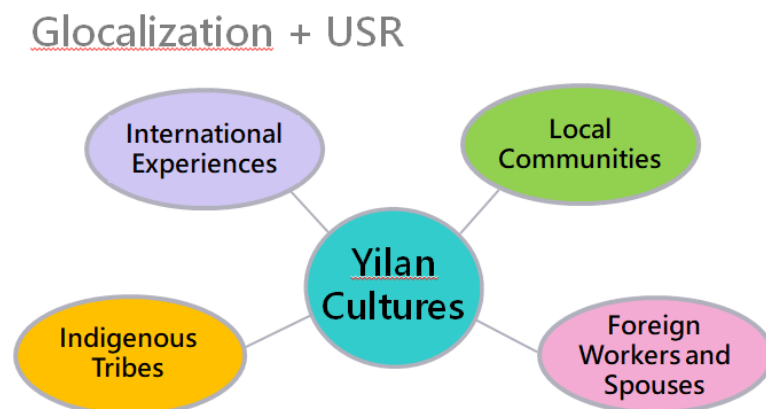 Glocalization + USR
International
Experiences
Local
Communities
Yilan
Cultures
Indigenous
Tribes
Foreign
Workers and
Spouses